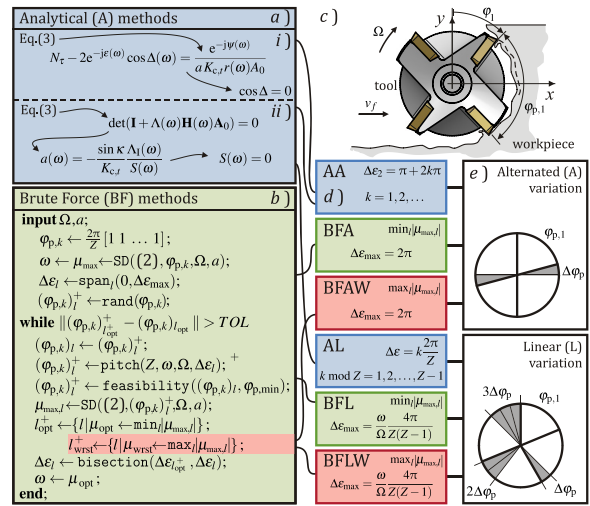 Analytical (A) methods a)
Eq.(3) i)
N_τ − 2e^{−jε(ω)} cosΔ(ω) = e^{−jψ(ω)} / (a K_{c,t} r(ω) A_0)
cosΔ = 0
Eq.(3) ii)
det(I + Λ(ω)H(ω)A_0) = 0
a(ω) = − (sin κ / K_{c,t}) (Λ_I(ω) / S(ω)) S(ω) = 0
Brute Force (BF) methods b)
input Ω,a;
φ_{p,k} ← 2π/Z [1 1 … 1];
ω ← μ_max ← SD((2), φ_{p,k}, Ω, a);
Δε_l ← span_l(0, Δε_max);
(φ_{p,k})_l^+ ← rand(φ_{p,k});
while ‖(φ_{p,k})^+_{l^+_opt} − (φ_{p,k})_{l_opt}‖ > TOL
(φ_{p,k})_l ← (φ_{p,k})_l^+;
(φ_{p,k})_l^+ ← pitch(Z, ω, Ω, Δε_l); +
(φ_{p,k})_l^+ ← feasibility((φ_{p,k})_l, φ_{p,min});
μ_{max,l} ← SD((2), (φ_{p,k})_l^+, Ω, a);
l^+_opt ← {l|μ_opt ← min_l|μ_{max,l}|};
l^+_wrst ← {l|μ_wrst ← max_l|μ_{max,l}|};
Δε_l ← bisection(Δε_{l^+_opt}, Δε_l);
ω ← μ_opt;
end;
c)
y
φ_1
Ω
tool
x
v_f
φ_{p,1}
workpiece
AA Δε_2 = π + 2kπ
d) k = 1, 2, …
BFA min_l|μ_{max,l}|
Δε_max = 2π
BFAW max_l|μ_{max,l}|
Δε_max = 2π
AL Δε = k 2π/Z
k mod Z = 1, 2, …, Z−1
BFL min_l|μ_{max,l}|
Δε_max = ω/Ω 4π/Z(Z−1)
BFLW max_l|μ_{max,l}|
Δε_max = ω/Ω 4π/Z(Z−1)
e) Alternated (A)
variation
φ_{p,1}
Δφ_p
Linear (L)
variation
3Δφ_p
φ_{p,1}
2Δφ_p
Δφ_p